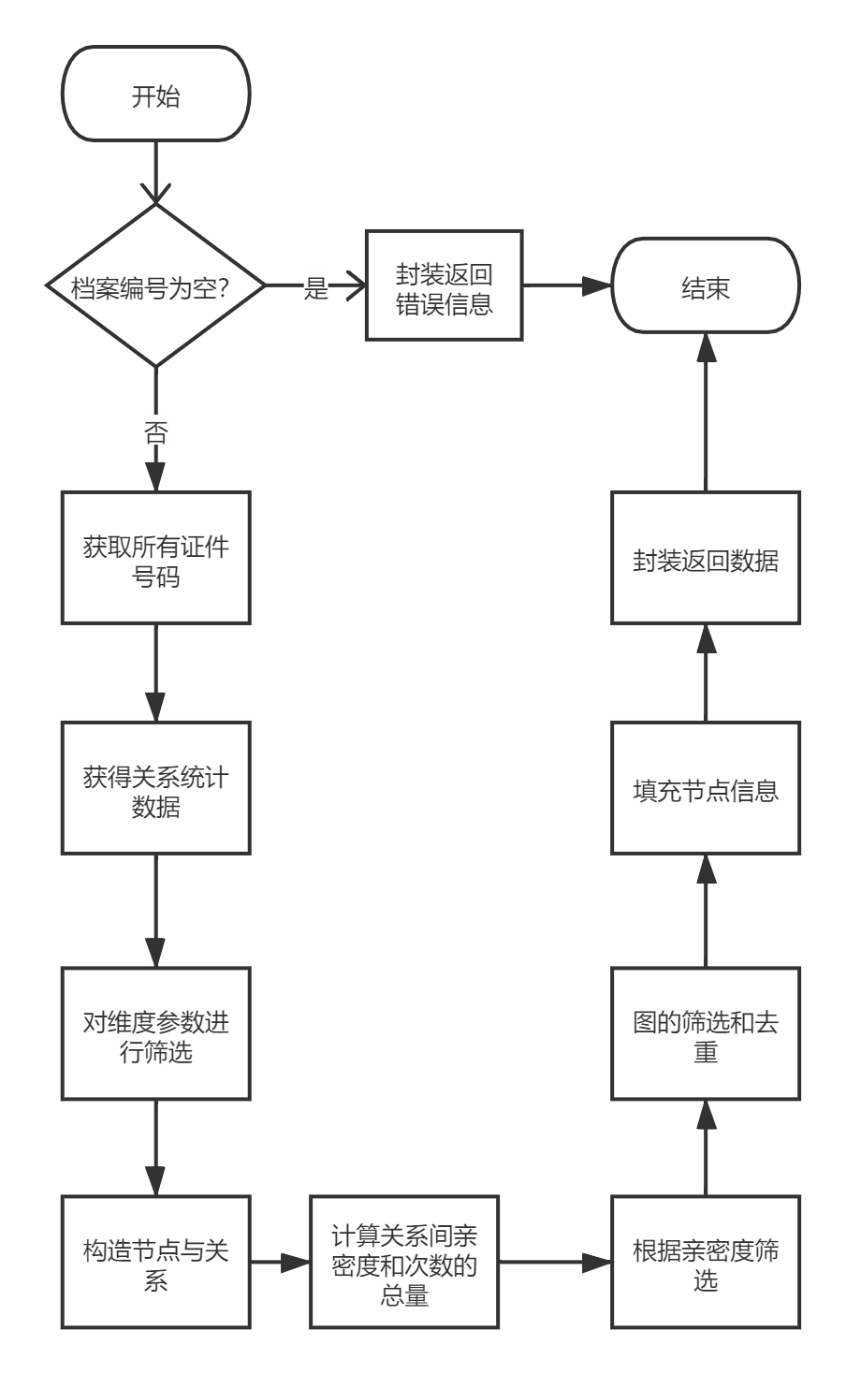 开始
档案编号为空?
是
封装返回
错误信息
结束
否
获取所有证件
号码
封装返回数据
获得关系统计
数据
填充节点信息
对维度参数进
行筛选
图的筛选和去
重
构造节点与关
系
计算关系间亲
密度和次数的
总量
根据亲密度筛
选